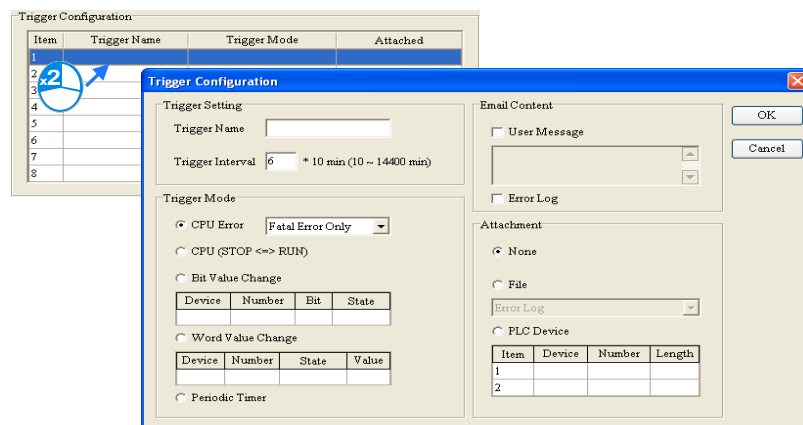 Trigger Configuration
Item Trigger Name Trigger Mode Attached
1
2
3
4
5
6
7
8
x2
Trigger Configuration
Trigger Setting
Trigger Name
Trigger Interval 6 * 10 min (10 ~ 14400 min)
Trigger Mode
CPU Error Fatal Error Only
CPU (STOP <=> RUN)
Bit Value Change
Device Number Bit State
Word Value Change
Device Number State Value
Periodic Timer
Email Content
User Message
Error Log
Attachment
None
File
Error Log
PLC Device
Item Device Number Length
1
2
OK
Cancel